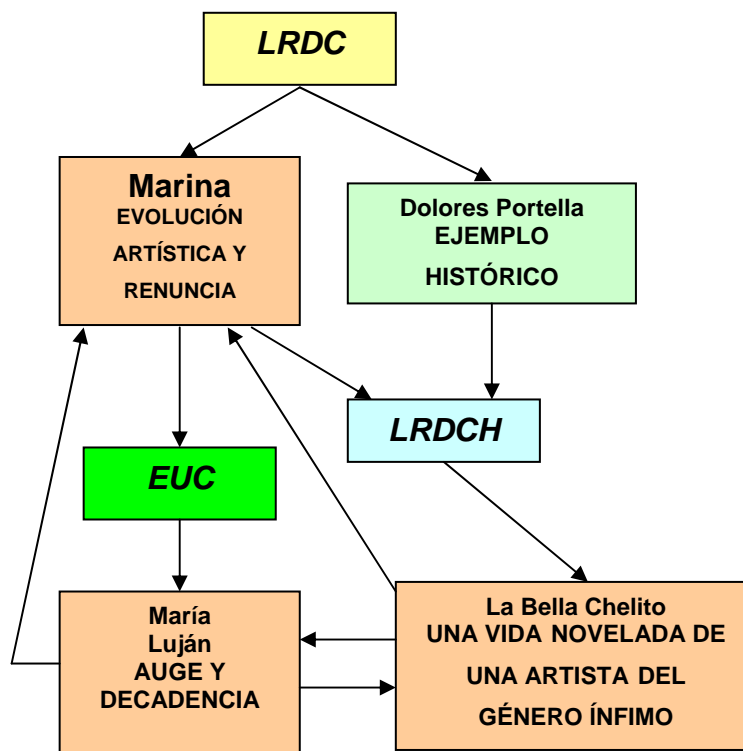 LRDC
Marina
EVOLUCIÓN
ARTÍSTICA Y
RENUNCIA
Dolores Portella
EJEMPLO
HISTÓRICO
LRDCH
EUC
María
Luján
AUGE Y
DECADENCIA
La Bella Chelito
UNA VIDA NOVELADA DE
UNA ARTISTA DEL
GÉNERO ÍNFIMO